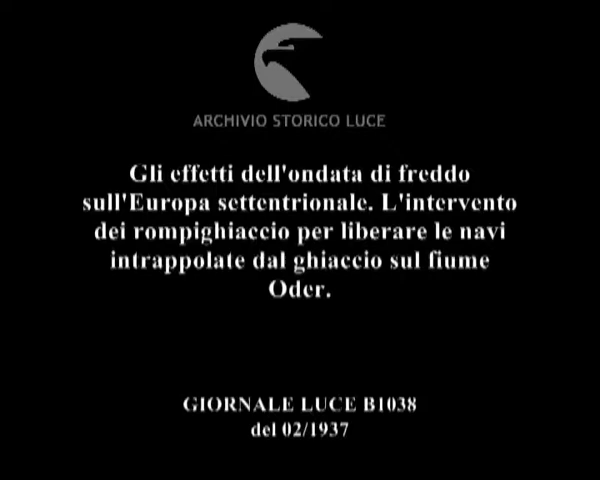 ARCHIVIO STORICO LUCE
Gli effetti dell'ondata di freddo
sull'Europa settentrionale. L'intervento
dei rompighiaccio per liberare le navi
intrappolate dal ghiaccio sul fiume
Oder.
GIORNALE LUCE B1038
del 02/1937